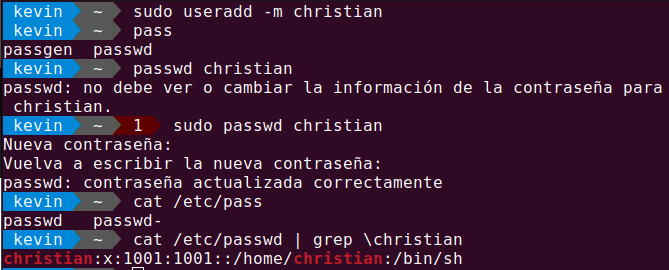 kevin ~ sudo useradd -m christian
kevin ~ pass
passgen passwd
kevin ~ passwd christian
passwd: no debe ver o cambiar la información de la contraseña para
christian.
kevin ~ 1 sudo passwd christian
Nueva contraseña:
Vuelva a escribir la nueva contraseña:
passwd: contraseña actualizada correctamente
kevin ~ cat /etc/pass
passwd passwd-
kevin ~ cat /etc/passwd | grep \christian
christian:x:1001:1001::/home/christian:/bin/sh
kevin ~